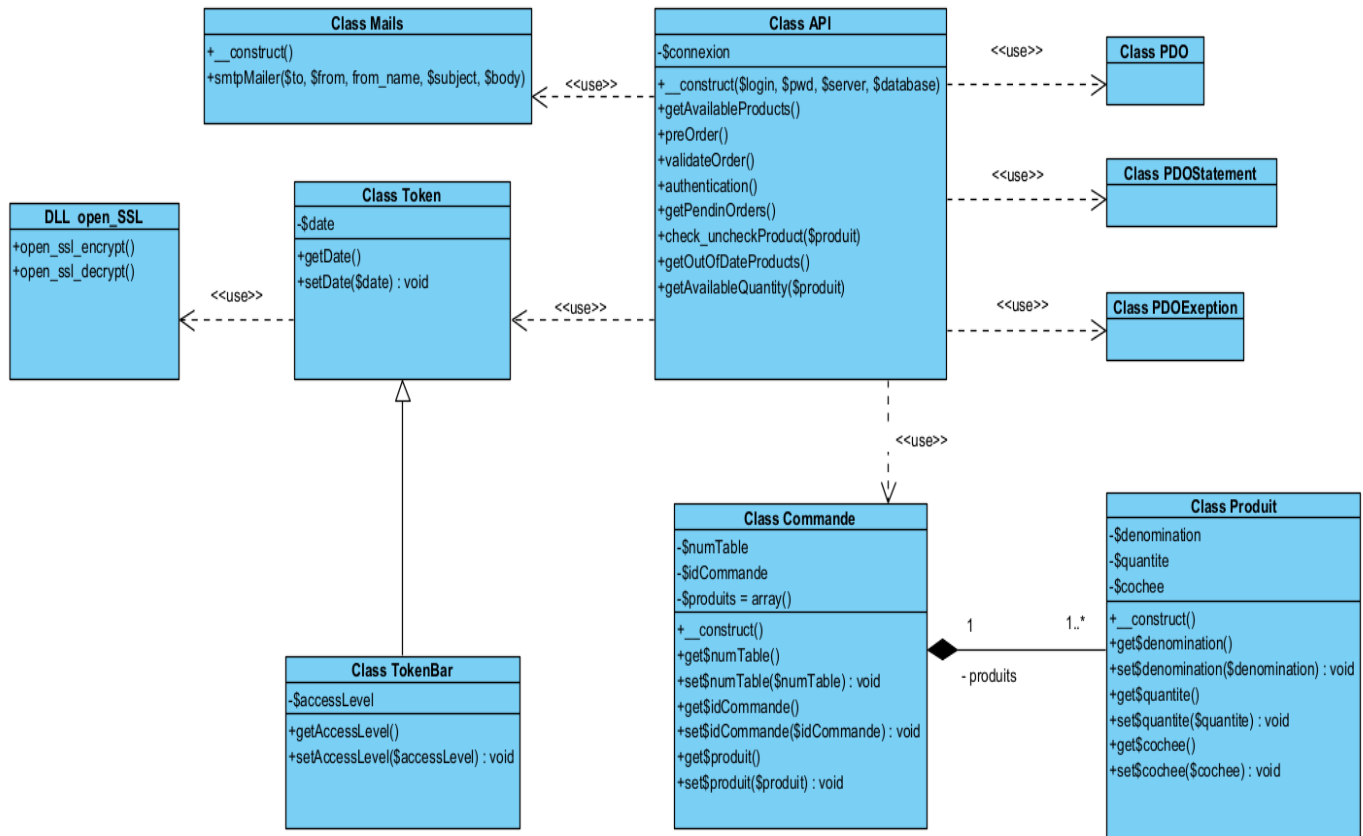 Class Mails
+__construct()
+smtpMailer($to, $from, from_name, $subject, $body)
<<use>>
Class API
-$connexion
+__construct($login, $pwd, $server, $database)
+getAvailableProducts()
+preOrder()
+validateOrder()
+authentication()
+getPendinOrders()
+check_uncheckProduct($produit)
+getOutOfDateProducts()
+getAvailableQuantity($produit)
<<use>>
Class PDO
<<use>>
Class PDOStatement
<<use>>
Class PDOExeption
DLL open_SSL
+open_ssl_encrypt()
+open_ssl_decrypt()
<<use>>
Class Token
-$date
+getDate()
+setDate($date) : void
<<use>>
<<use>>
Class TokenBar
-$accessLevel
+getAccessLevel()
+setAccessLevel($accessLevel) : void
Class Commande
-$numTable
-$idCommande
-$produits = array()
+__construct()
+get$numTable()
+set$numTable($numTable) : void
+get$idCommande()
+set$idCommande($idCommande) : void
+get$produit()
+set$produit($produit) : void
1
1..*
- produits
Class Produit
-$denomination
-$quantite
-$cochee
+__construct()
+get$denomination()
+set$denomination($denomination) : void
+get$quantite()
+set$quantite($quantite) : void
+get$cochee()
+set$cochee($cochee) : void